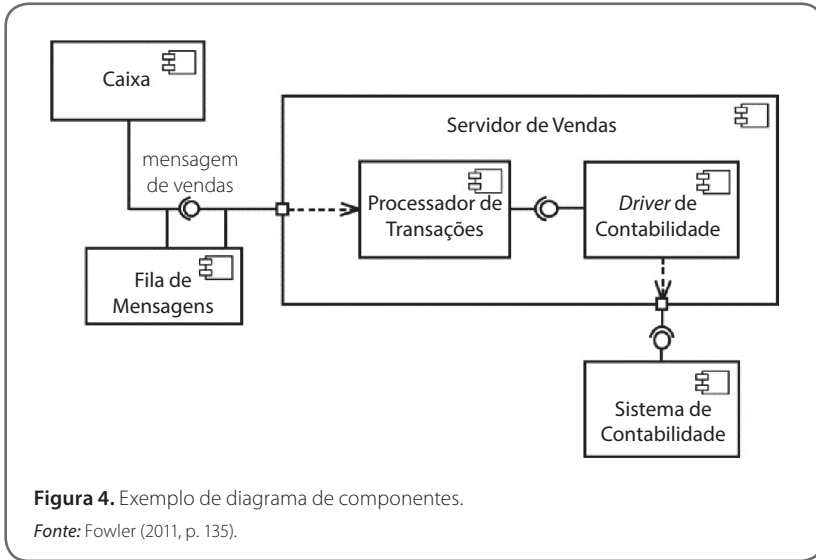 Caixa
mensagem
de vendas
Fila de
Mensagens
Servidor de Vendas
Processador de
Transações
Driver de
Contabilidade
Sistema de
Contabilidade
Figura 4. Exemplo de diagrama de componentes.
Fonte: Fowler (2011, p. 135).